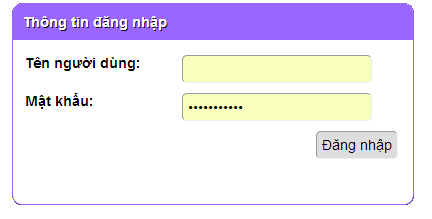 Thông tin đăng nhập
Tên người dùng:
Mật khẩu:
•••••••••••
Đăng nhập